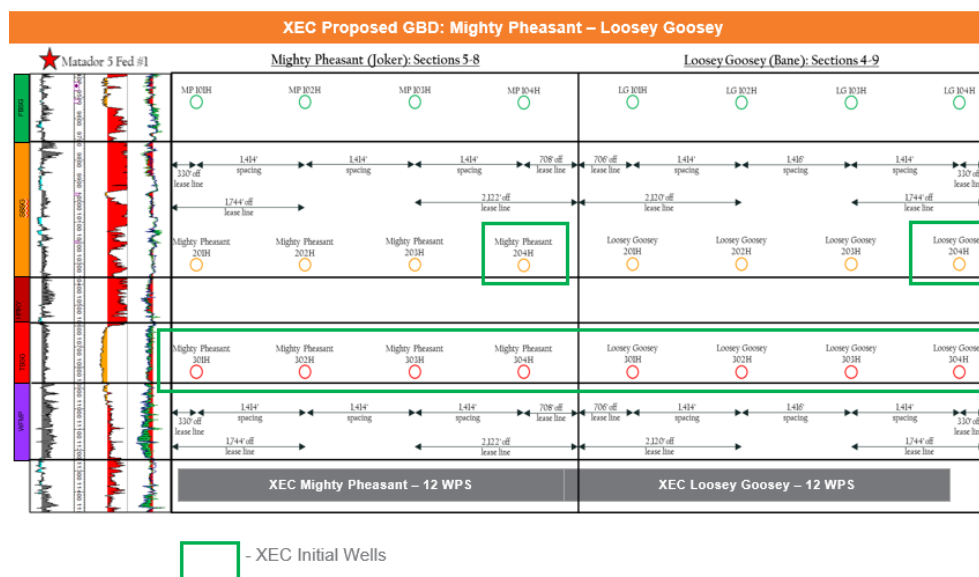 XEC Proposed GBD: Mighty Pheasant – Loosey Goosey
Matador 5 Fed #1
Mighty Pheasant (Joker): Sections 5-8
Loosey Goosey (Bane): Sections 4-9
FBSG
MP 101H
MP 102H
MP 103H
MP 104H
LG 101H
LG 102H
LG 103H
LG 104H
SBSG
330' off lease line
1,414' spacing
1,414' spacing
1,414' spacing
708' off lease line
706' off lease line
1,414' spacing
1,416' spacing
1,414' spacing
330' off lease line
1,744' off lease line
2,122' off lease line
2,120' off lease line
1,744' off lease line
Mighty Pheasant 201H
Mighty Pheasant 202H
Mighty Pheasant 203H
Mighty Pheasant 204H
Loosey Goosey 201H
Loosey Goosey 202H
Loosey Goosey 203H
Loosey Goosey 204H
TBSG
Mighty Pheasant 301H
Mighty Pheasant 302H
Mighty Pheasant 303H
Mighty Pheasant 304H
Loosey Goosey 301H
Loosey Goosey 302H
Loosey Goosey 303H
Loosey Goosey 304H
WFMP
330' off lease line
1,414' spacing
1,414' spacing
1,414' spacing
708' off lease line
706' off lease line
1,414' spacing
1,416' spacing
1,414' spacing
330' off lease line
1,744' off lease line
2,122' off lease line
2,120' off lease line
1,744' off lease line
XEC Mighty Pheasant – 12 WPS
XEC Loosey Goosey – 12 WPS
- XEC Initial Wells